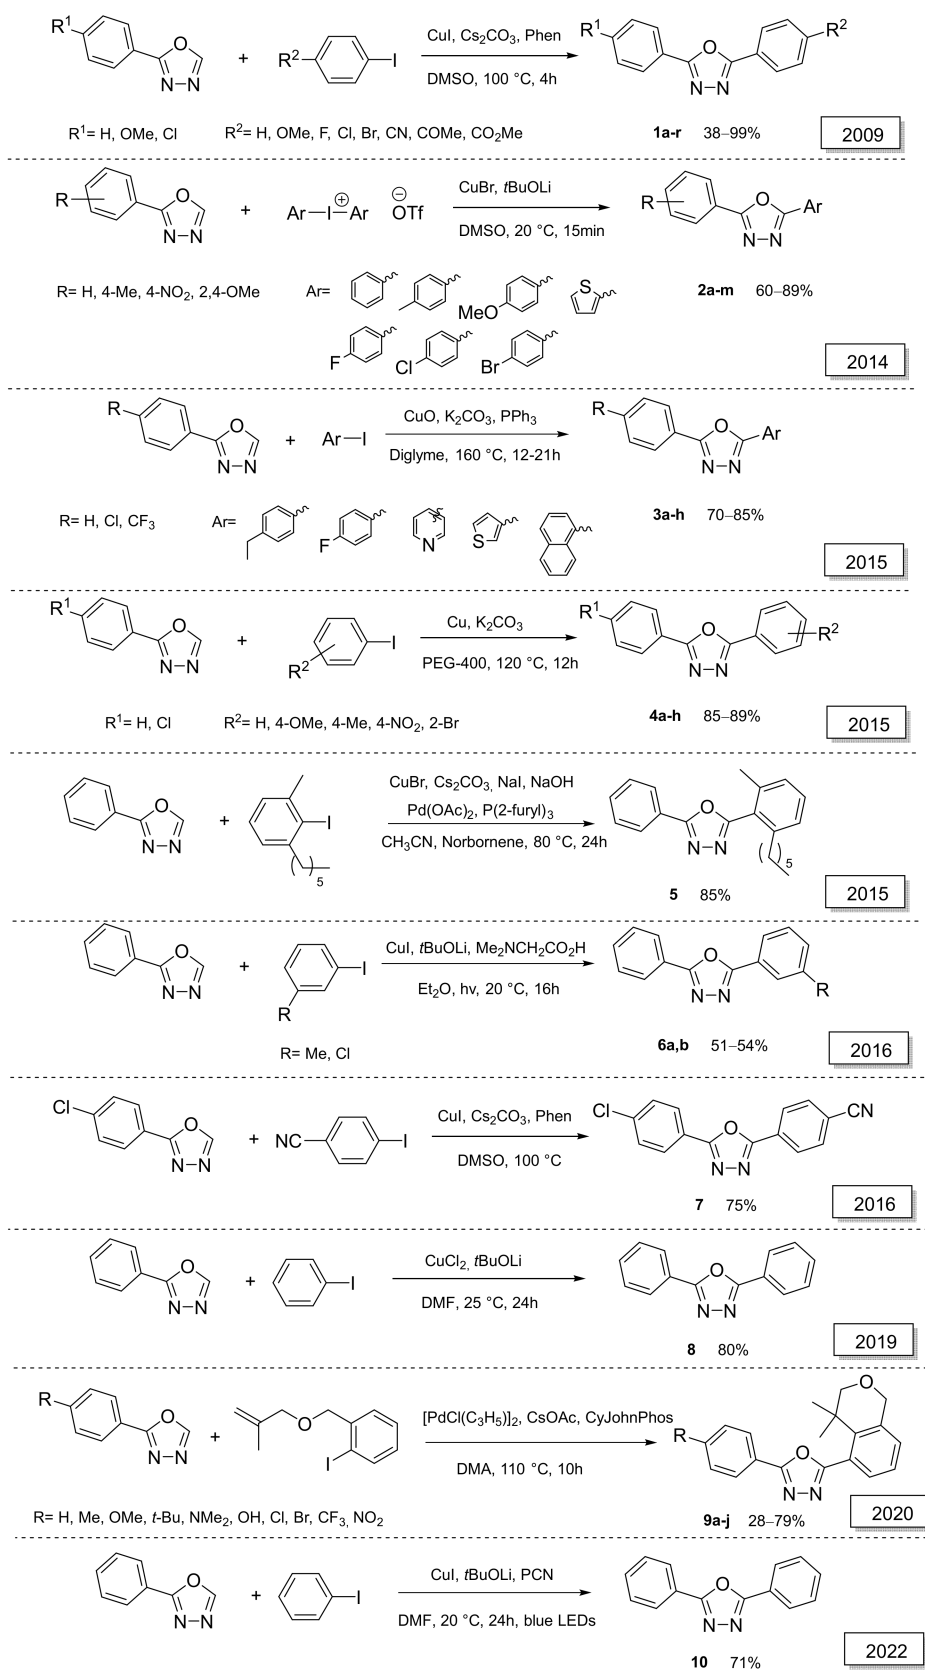 R1 O N–N + R2 I CuI, Cs2CO3, Phen R1 O N–N R2
DMSO, 100 °C, 4h
R1= H, OMe, Cl R2= H, OMe, F, Cl, Br, CN, COMe, CO2Me 1a-r 38–99% 2009
R O N–N + Ar–I–Ar ⊕ ⊖ OTf CuBr, tBuOLi R O N–N Ar
DMSO, 20 °C, 15min
R= H, 4-Me, 4-NO2, 2,4-OMe Ar= MeO S 2a-m 60–89%
F Cl Br 2014
R O N–N + Ar–I CuO, K2CO3, PPh3 R O N–N Ar
Diglyme, 160 °C, 12-21h
R= H, Cl, CF3 Ar= F N S 3a-h 70–85%
2015
R1 O N–N + R2 I Cu, K2CO3 R1 O N–N R2
PEG-400, 120 °C, 12h
R1= H, Cl R2= H, 4-OMe, 4-Me, 4-NO2, 2-Br 4a-h 85–89% 2015
O N–N + I ( )5 CuBr, Cs2CO3, NaI, NaOH O N–N ( )5
Pd(OAc)2, P(2-furyl)3
CH3CN, Norbornene, 80 °C, 24h
5 85% 2015
O N–N + I R CuI, tBuOLi, Me2NCH2CO2H O N–N R
Et2O, hv, 20 °C, 16h
R= Me, Cl 6a,b 51–54% 2016
Cl O N–N + NC I CuI, Cs2CO3, Phen Cl O N–N CN
DMSO, 100 °C
7 75% 2016
O N–N + I CuCl2, tBuOLi O N–N
DMF, 25 °C, 24h
8 80% 2019
R O N–N + O I [PdCl(C3H5)]2, CsOAc, CyJohnPhos R O N–N O
DMA, 110 °C, 10h
R= H, Me, OMe, t-Bu, NMe2, OH, Cl, Br, CF3, NO2 9a-j 28–79% 2020
O N–N + I CuI, tBuOLi, PCN O N–N
DMF, 20 °C, 24h, blue LEDs
10 71% 2022